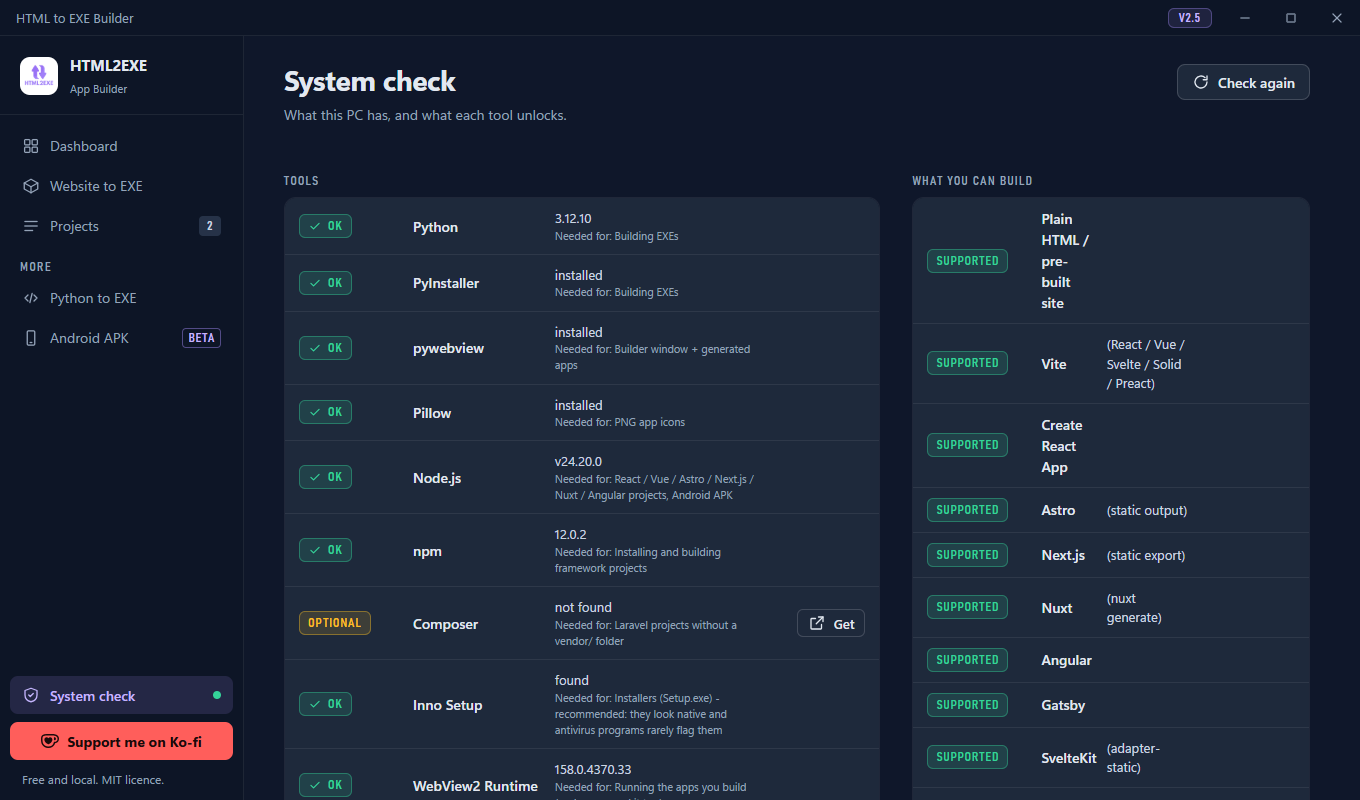 HTML to EXE Builder
V2.5
HTML2EXE
HTML2EXE
App Builder
Dashboard
Website to EXE
Projects
2
MORE
Python to EXE
Android APK
BETA
System check
Support me on Ko-fi
Free and local. MIT licence.
System check
What this PC has, and what each tool unlocks.
Check again
TOOLS
OK
Python
3.12.10
Needed for: Building EXEs
OK
PyInstaller
installed
Needed for: Building EXEs
OK
pywebview
installed
Needed for: Builder window + generated
apps
OK
Pillow
installed
Needed for: PNG app icons
OK
Node.js
v24.20.0
Needed for: React / Vue / Astro / Next.js /
Nuxt / Angular projects, Android APK
OK
npm
12.0.2
Needed for: Installing and building
framework projects
OPTIONAL
Composer
not found
Needed for: Laravel projects without a
vendor/ folder
Get
OK
Inno Setup
found
Needed for: Installers (Setup.exe) -
recommended: they look native and
antivirus programs rarely flag them
OK
WebView2 Runtime
158.0.4370.33
Needed for: Running the apps you build
WHAT YOU CAN BUILD
SUPPORTED
Plain
HTML /
pre-
built
site
SUPPORTED
Vite
(React / Vue /
Svelte / Solid
/ Preact)
SUPPORTED
Create
React
App
SUPPORTED
Astro
(static output)
SUPPORTED
Next.js
(static export)
SUPPORTED
Nuxt
(nuxt
generate)
SUPPORTED
Angular
SUPPORTED
Gatsby
SUPPORTED
SvelteKit
(adapter-
static)